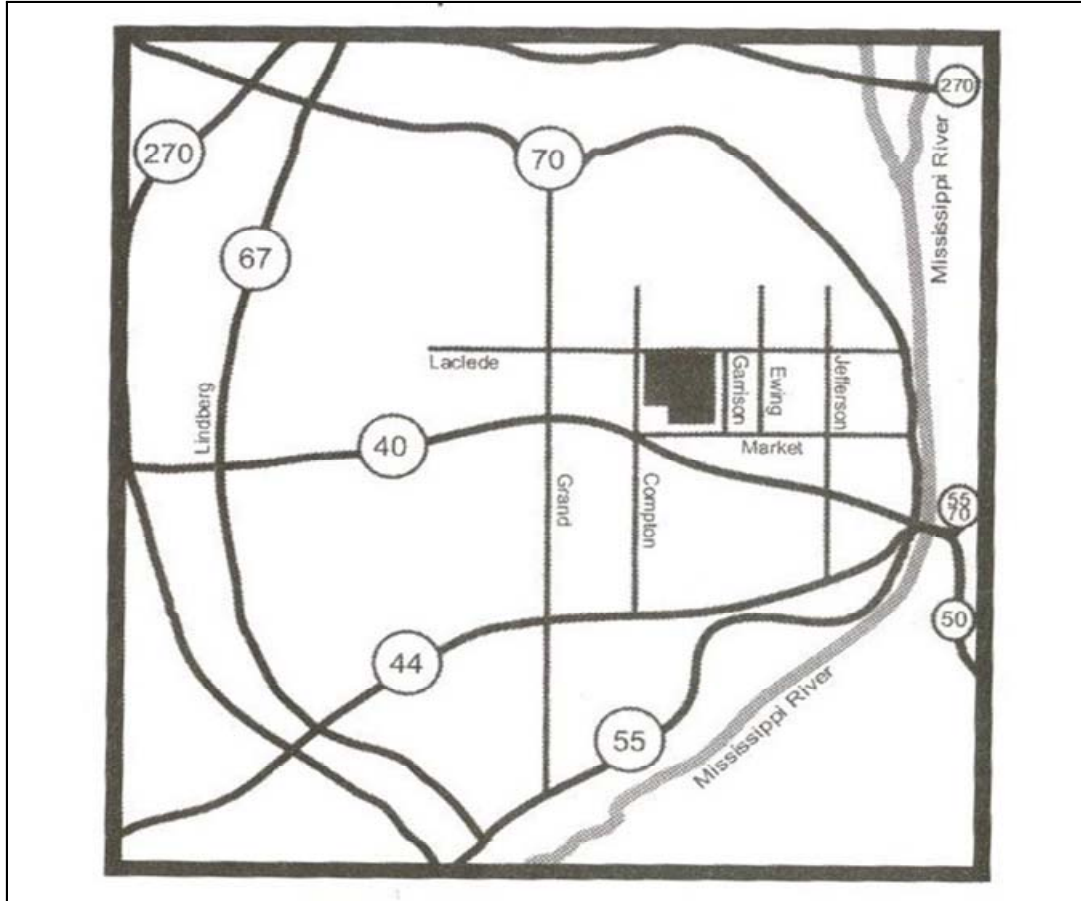 270
270
70
Mississippi River
67
Laclede
Garrison
Ewing
Jefferson
Lindberg
40
Market
Grand
Compton
55
70
50
44
55
Mississippi River